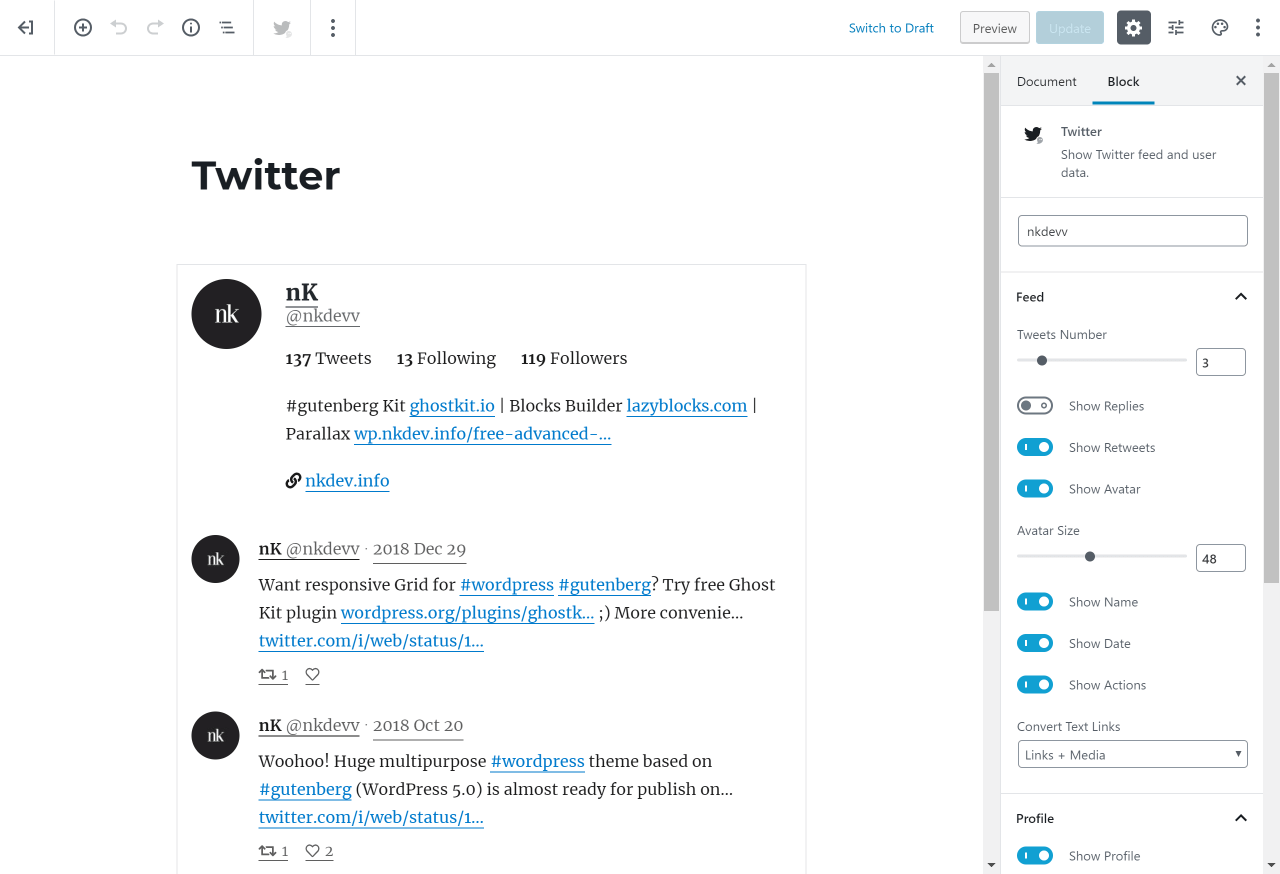 Switch to Draft
Preview
Update
Document
Block
Twitter
Show Twitter feed and user
data.
nkdevv
Feed
Tweets Number
3
Show Replies
Show Retweets
Show Avatar
Avatar Size
48
Show Name
Show Date
Show Actions
Convert Text Links
Links + Media
Profile
Show Profile
Twitter
nk
nK
@nkdevv
137 Tweets 13 Following 119 Followers
#gutenberg Kit ghostkit.io | Blocks Builder lazyblocks.com |
Parallax wp.nkdev.info/free-advanced-...
nkdev.info
nk
nK @nkdevv · 2018 Dec 29
Want responsive Grid for #wordpress #gutenberg? Try free Ghost
Kit plugin wordpress.org/plugins/ghostk... ;) More convenie...
twitter.com/i/web/status/1...
1
nk
nK @nkdevv · 2018 Oct 20
Woohoo! Huge multipurpose #wordpress theme based on
#gutenberg (WordPress 5.0) is almost ready for publish on...
twitter.com/i/web/status/1...
1 2